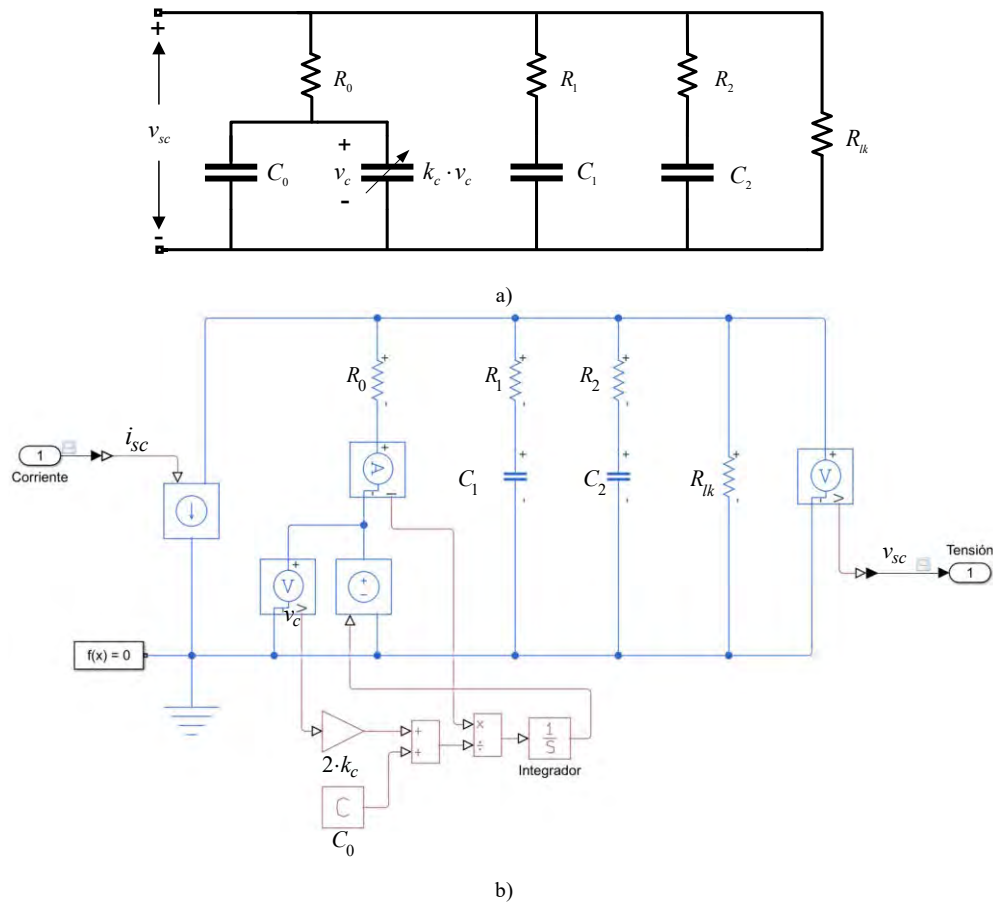 +
R_0
R_1
R_2
v_sc
R_lk
+
C_0
v_c
k_c · v_c
C_1
C_2
-
-
a)
R_0
R_1
R_2
i_sc
1
Corriente
A
I
C_1
C_2
R_lk
V
V
v_sc
Tensión
1
V
v_c
V
f(x) = 0
2·k_c
+
+
×
÷
1
S
Integrador
C
C_0
b)